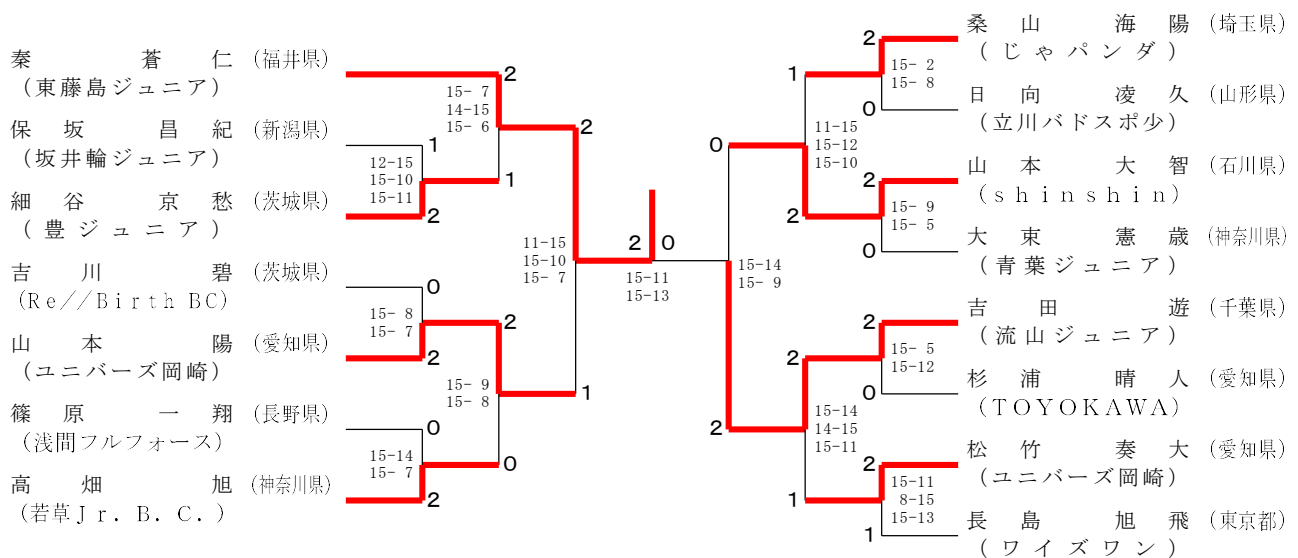 秦 蒼 仁 (福井県)
(東藤島ジュニア)
保 坂 昌 紀 (新潟県)
(坂井輪ジュニア)
細 谷 京 愁 (茨城県)
(豊ジュニア)
吉 川 碧 (茨城県)
(Re//Birth BC)
山 本 陽 (愛知県)
(ユニバーズ岡崎)
篠 原 一 翔 (長野県)
(浅間フルフォース)
高 畑 旭 (神奈川県)
(若草Jr. B. C. )
1
12-15
15-10
15-11
2
0
15- 8
15- 7
2
0
15-14
15- 7
2
2
15- 7
14-15
15- 6
1
2
15- 9
15- 8
0
2
11-15
15-10
15- 7
1
2 0
15-11
15-13
0
15-14
15- 9
2
1
11-15
15-12
15-10
2
2
15-14
14-15
15-11
1
2
15- 2
15- 8
0
2
15- 9
15- 5
0
2
15- 5
15-12
0
2
15-11
8-15
15-13
1
桑 山 海 陽 (埼玉県)
(じゃパンダ)
日 向 凌 久 (山形県)
(立川バドスポ少)
山 本 大 智 (石川県)
(shinshin)
大 東 憲 歳 (神奈川県)
(青葉ジュニア)
吉 田 遊 (千葉県)
(流山ジュニア)
杉 浦 晴 人 (愛知県)
(TOYOKAWA)
松 竹 奏 大 (愛知県)
(ユニバーズ岡崎)
長 島 旭 飛 (東京都)
(ワイズワン)